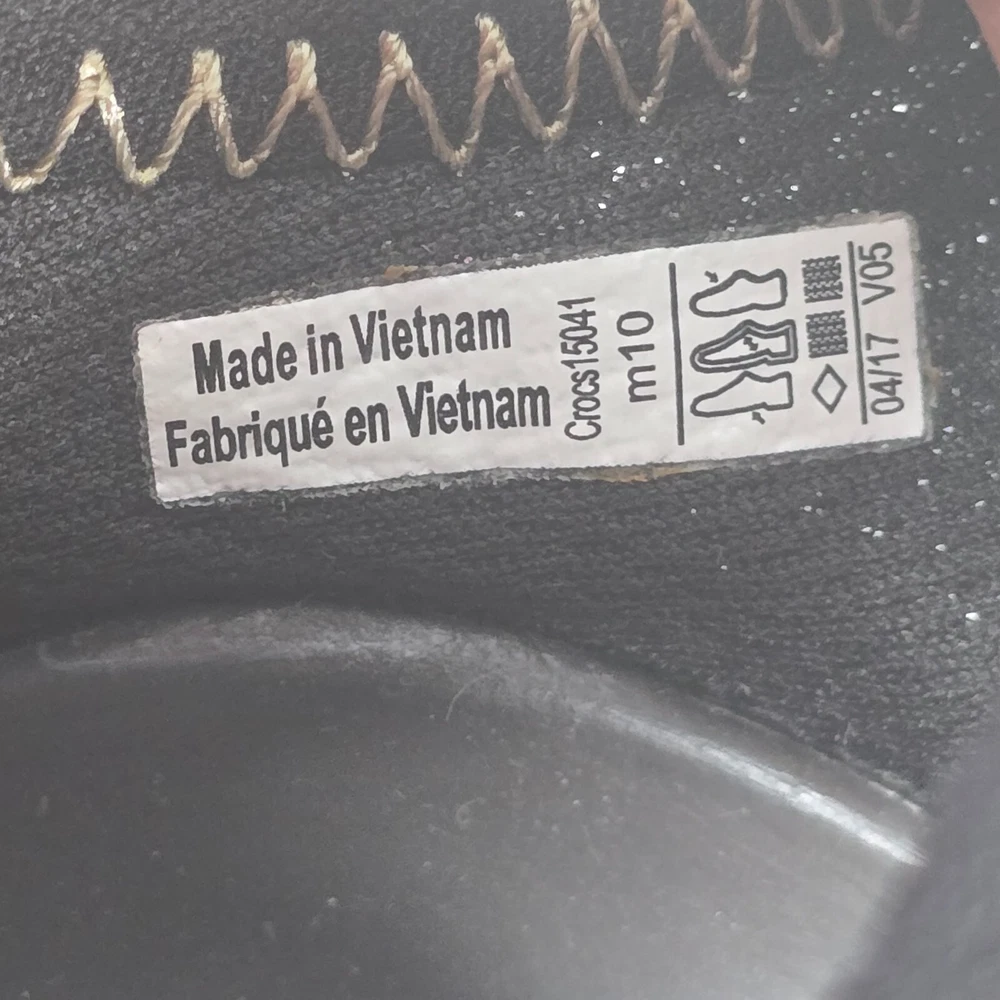 Made in Vietnam
Fabriqué en Vietnam
Crocs15041
m10
04/17 V05